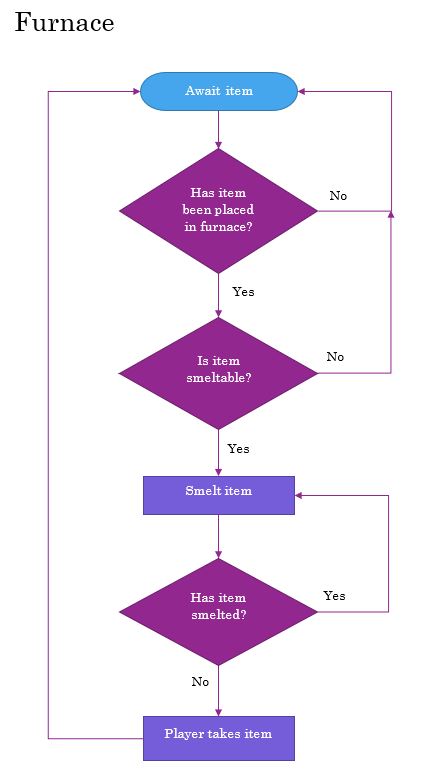 Furnace
Await item
Has item
been placed
in furnace?
No
Yes
Is item
smeltable?
No
Yes
Smelt item
Has item
smelted?
Yes
No
Player takes item